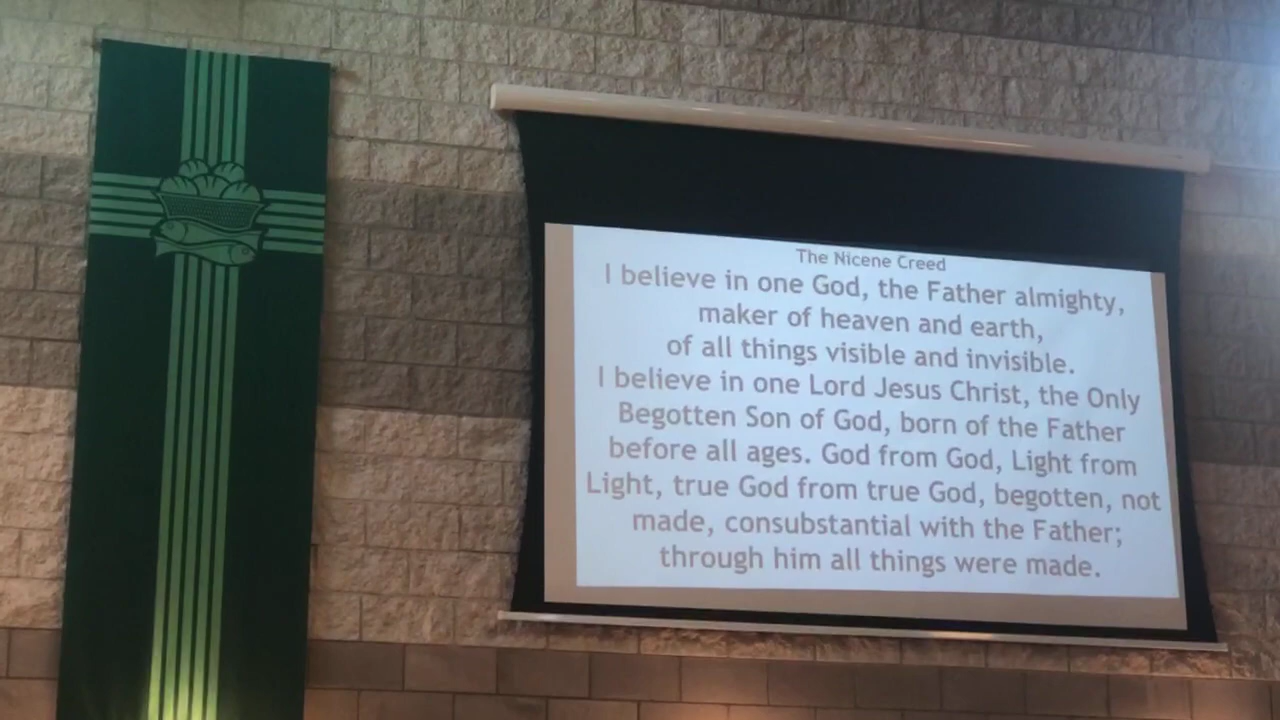 The Nicene Creed
I believe in one God, the Father almighty,
maker of heaven and earth,
of all things visible and invisible.
I believe in one Lord Jesus Christ, the Only
Begotten Son of God, born of the Father
before all ages. God from God, Light from
Light, true God from true God, begotten, not
made, consubstantial with the Father;
through him all things were made.